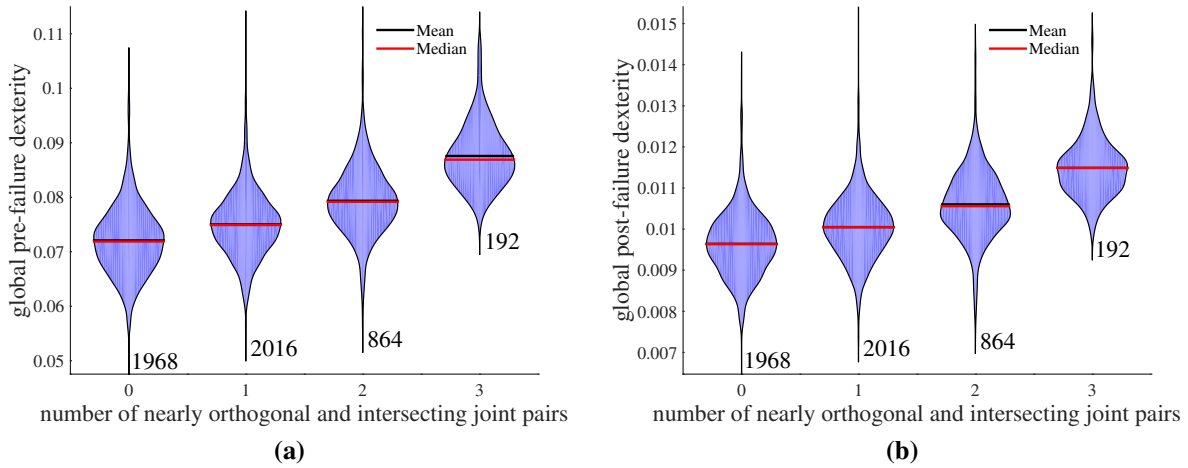 0.11
0.1
0.09
0.08
0.07
0.06
0.05
global pre-failure dexterity
Mean
Median
1968
2016
864
192
0 1 2 3
number of nearly orthogonal and intersecting joint pairs
(a)
0.015
0.014
0.013
0.012
0.011
0.01
0.009
0.008
0.007
global post-failure dexterity
Mean
Median
1968
2016
864
192
0 1 2 3
number of nearly orthogonal and intersecting joint pairs
(b)